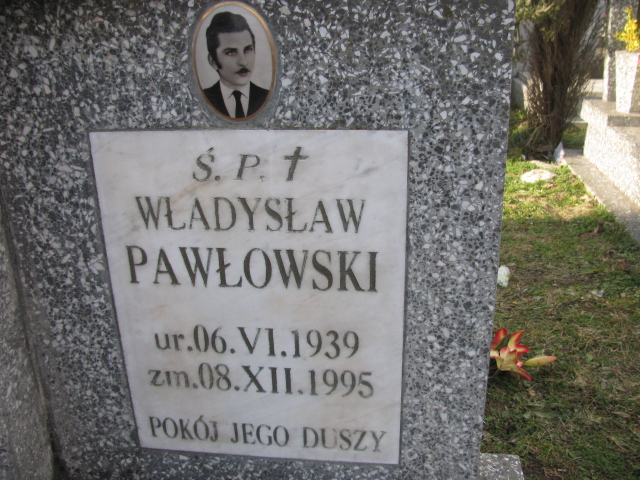 Ś. P. †
WŁADYSŁAW
PAWŁOWSKI
ur.06.VI.1939
zm.08.XII.1995
POKÓJ JEGO DUSZY